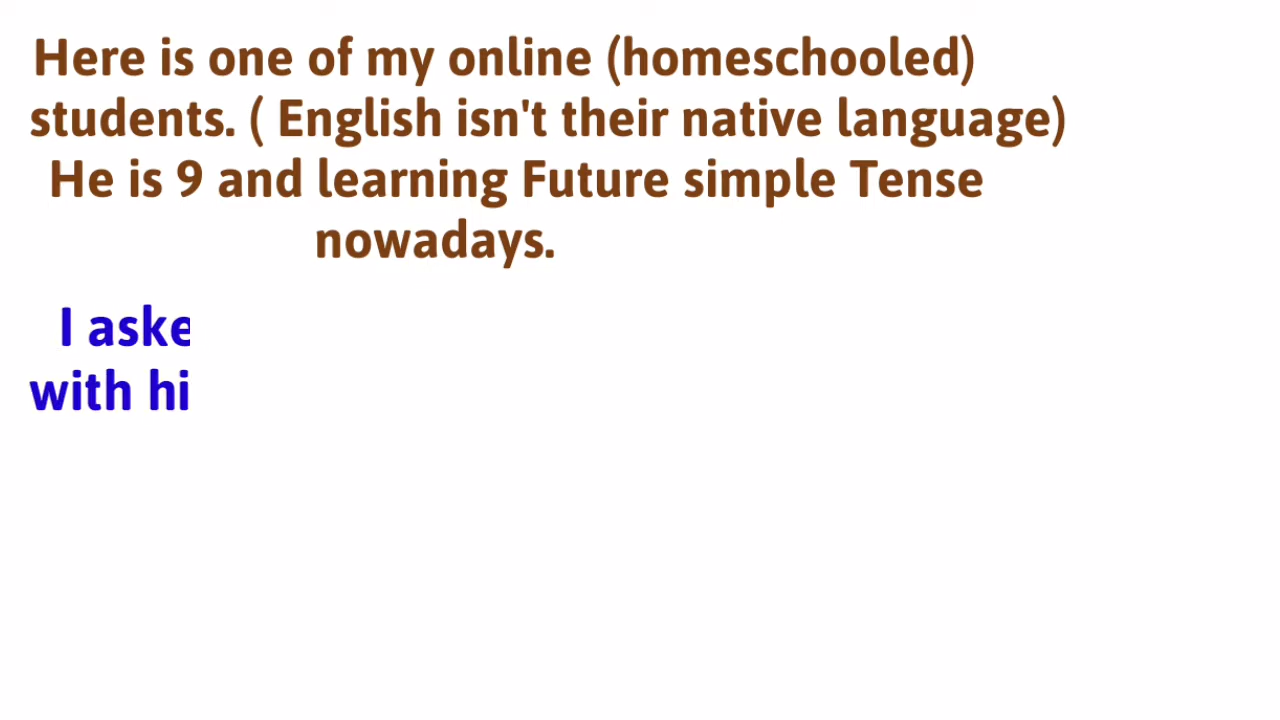 Here is one of my online (homeschooled)
students. ( English isn't their native language)
He is 9 and learning Future simple Tense
nowadays.
I aske
with hi